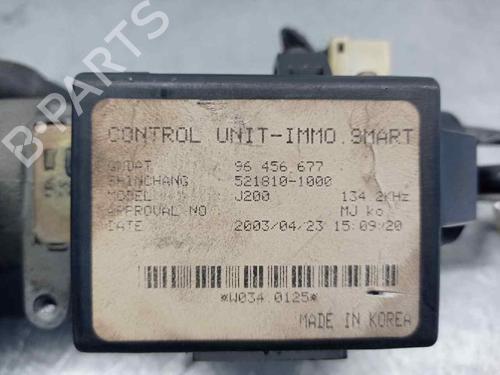 B-PARTS
CONTROL UNIT-IMMO.SMART
GMDAT 96 456 677
SHINCHANG 521810-1000
MODEL J200 134.2KHz
APPROVAL NO MJ ko
DATE 2003/04/23 15:09/20
*W034.0125*
MADE IN KOREA